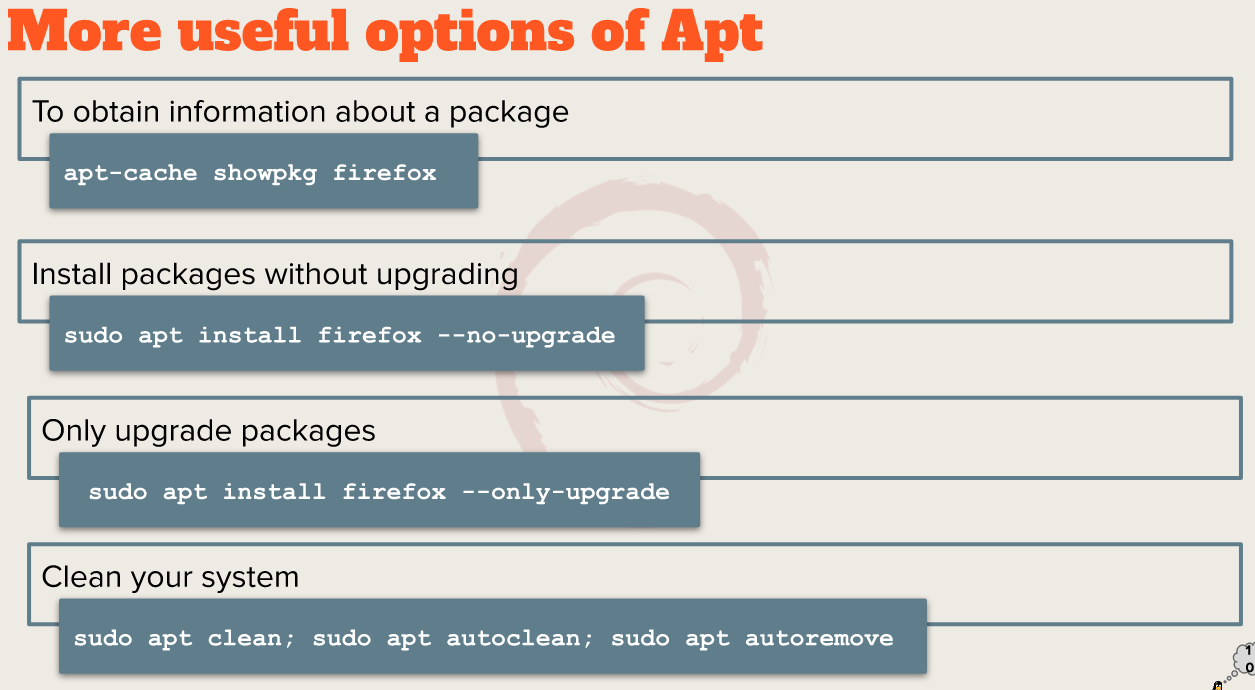 More useful options of Apt
To obtain information about a package
apt-cache showpkg firefox
Install packages without upgrading
sudo apt install firefox --no-upgrade
Only upgrade packages
sudo apt install firefox --only-upgrade
Clean your system
sudo apt clean; sudo apt autoclean; sudo apt autoremove
1
0